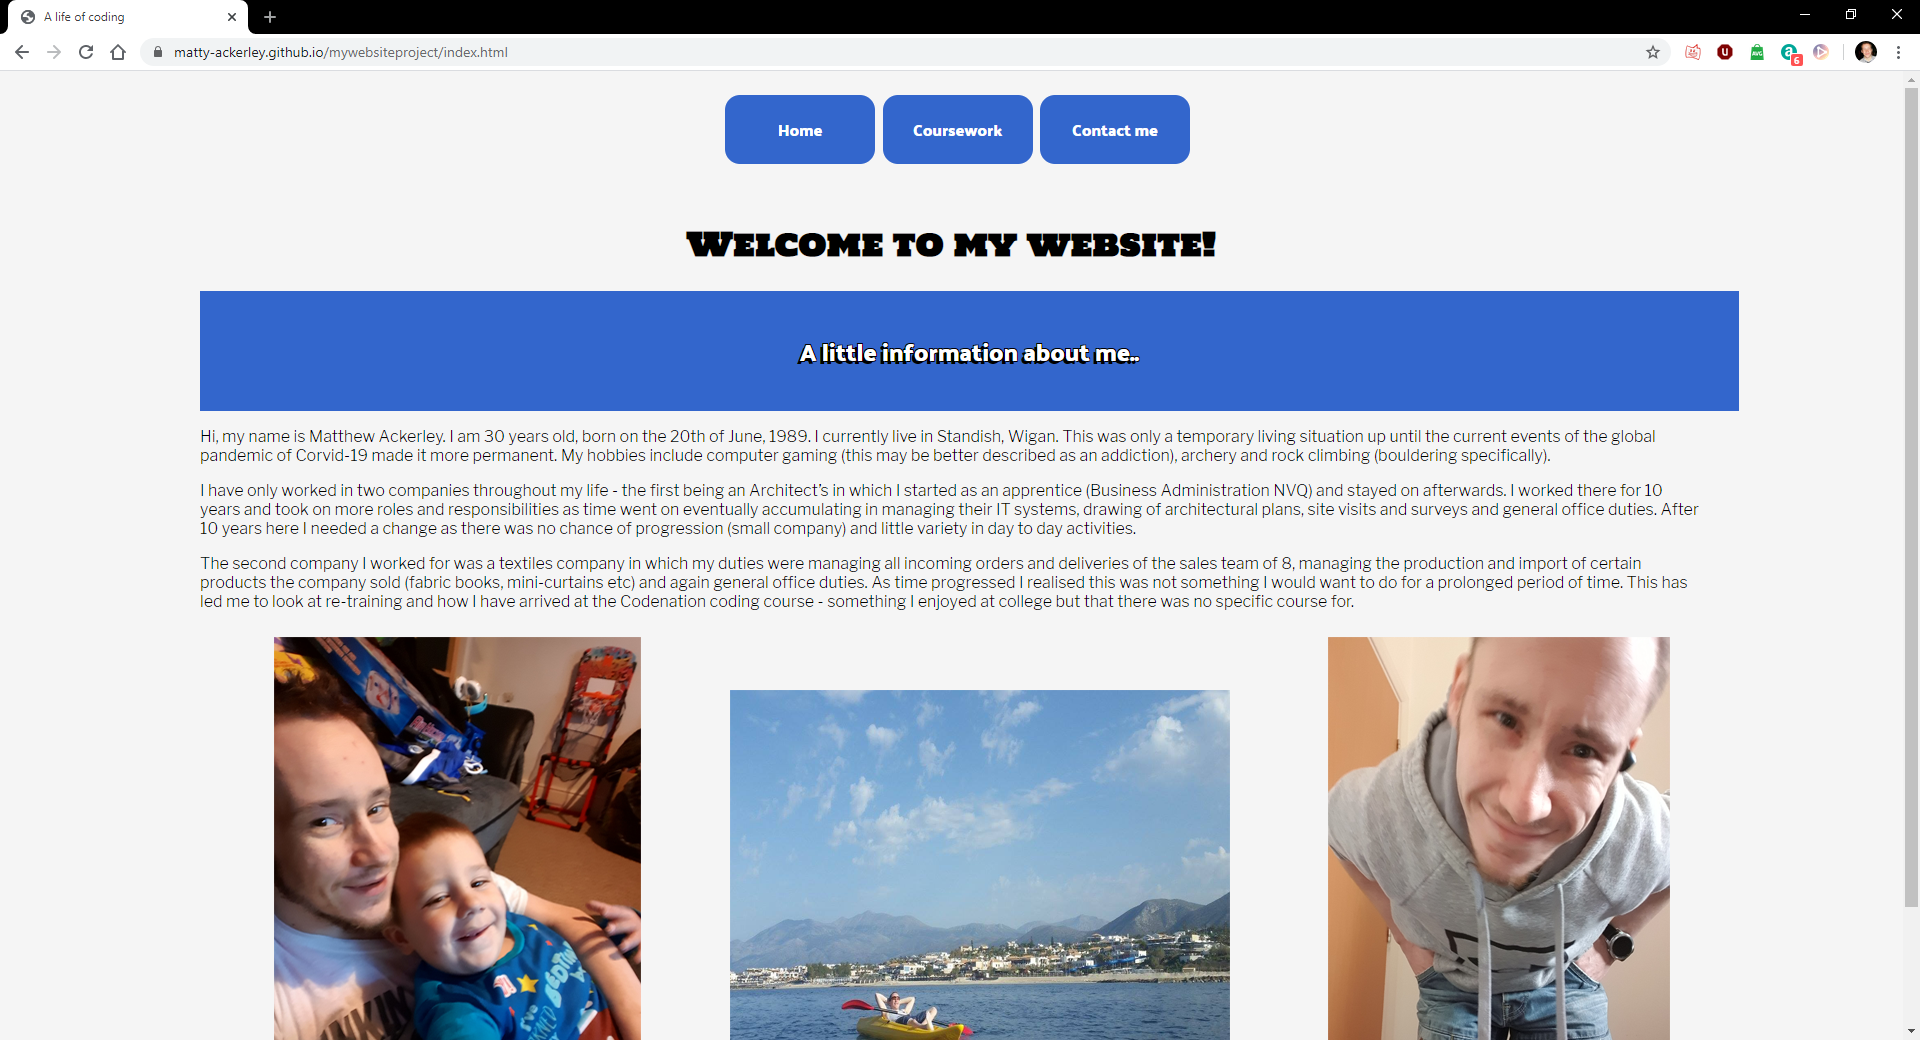 A life of coding
matty-ackerley.github.io/mywebsiteproject/index.html
6
Home
Coursework
Contact me
Welcome to my website!
A little information about me..
Hi, my name is Matthew Ackerley. I am 30 years old, born on the 20th of June, 1989. I currently live in Standish, Wigan. This was only a temporary living situation up until the current events of the global
pandemic of Corvid-19 made it more permanent. My hobbies include computer gaming (this may be better described as an addiction), archery and rock climbing (bouldering specifically).
I have only worked in two companies throughout my life - the first being an Architect's in which I started as an apprentice (Business Administration NVQ) and stayed on afterwards. I worked there for 10
years and took on more roles and responsibilities as time went on eventually accumulating in managing their IT systems, drawing of architectural plans, site visits and surveys and general office duties. After
10 years here I needed a change as there was no chance of progression (small company) and little variety in day to day activities.
The second company I worked for was a textiles company in which my duties were managing all incoming orders and deliveries of the sales team of 8, managing the production and import of certain
products the company sold (fabric books, mini-curtains etc) and again general office duties. As time progressed I realised this was not something I would want to do for a prolonged period of time. This has
led me to look at re-training and how I have arrived at the Codenation coding course - something I enjoyed at college but that there was no specific course for.